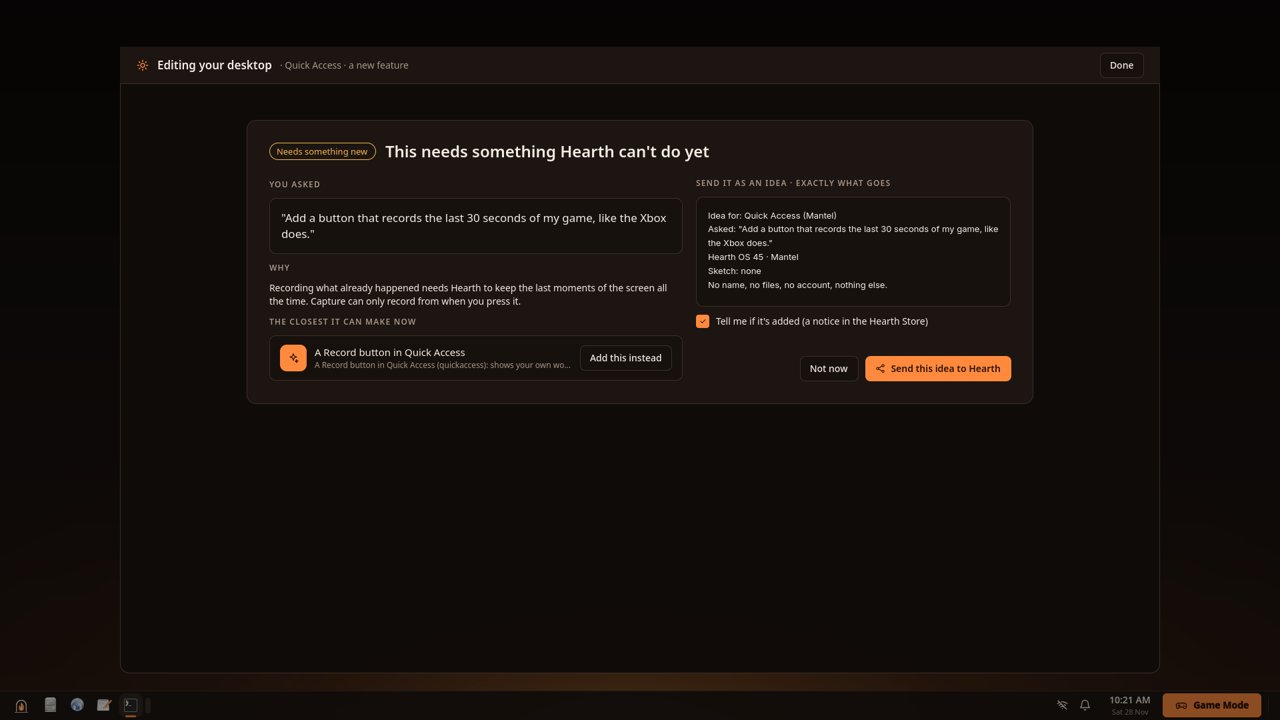 Editing your desktop · Quick Access · a new feature
Done
Needs something new
This needs something Hearth can't do yet
YOU ASKED
"Add a button that records the last 30 seconds of my game, like the Xbox
does."
WHY
Recording what already happened needs Hearth to keep the last moments of the screen all
the time. Capture can only record from when you press it.
THE CLOSEST IT CAN MAKE NOW
A Record button in Quick Access
A Record button in Quick Access (quickaccess): shows your own wo...
Add this instead
SEND IT AS AN IDEA · EXACTLY WHAT GOES
Idea for: Quick Access (Mantel)
Asked: "Add a button that records the last 30 seconds of my game, like
the Xbox does."
Hearth OS 45 · Mantel
Sketch: none
No name, no files, no account, nothing else.
Tell me if it's added (a notice in the Hearth Store)
Not now
Send this idea to Hearth
10:21 AM
Sat 28 Nov
Game Mode